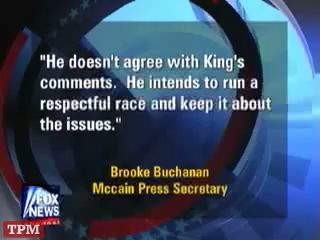 "He doesn't agree with King's
comments. He intends to run a
respectful race and keep it about
the issues."
Brooke Buchanan
Mccain Press Secretary
FOX
NEWS
TPM